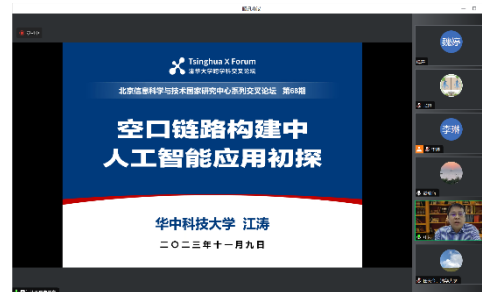 Tsinghua X Forum
清华大学跨学科交叉论坛
北京信息科学与技术国家研究中心系列交叉论坛 第68期
空口链路构建中
人工智能应用初探
华中科技大学 江涛
二〇二三年十一月九日
魏婷
李琳